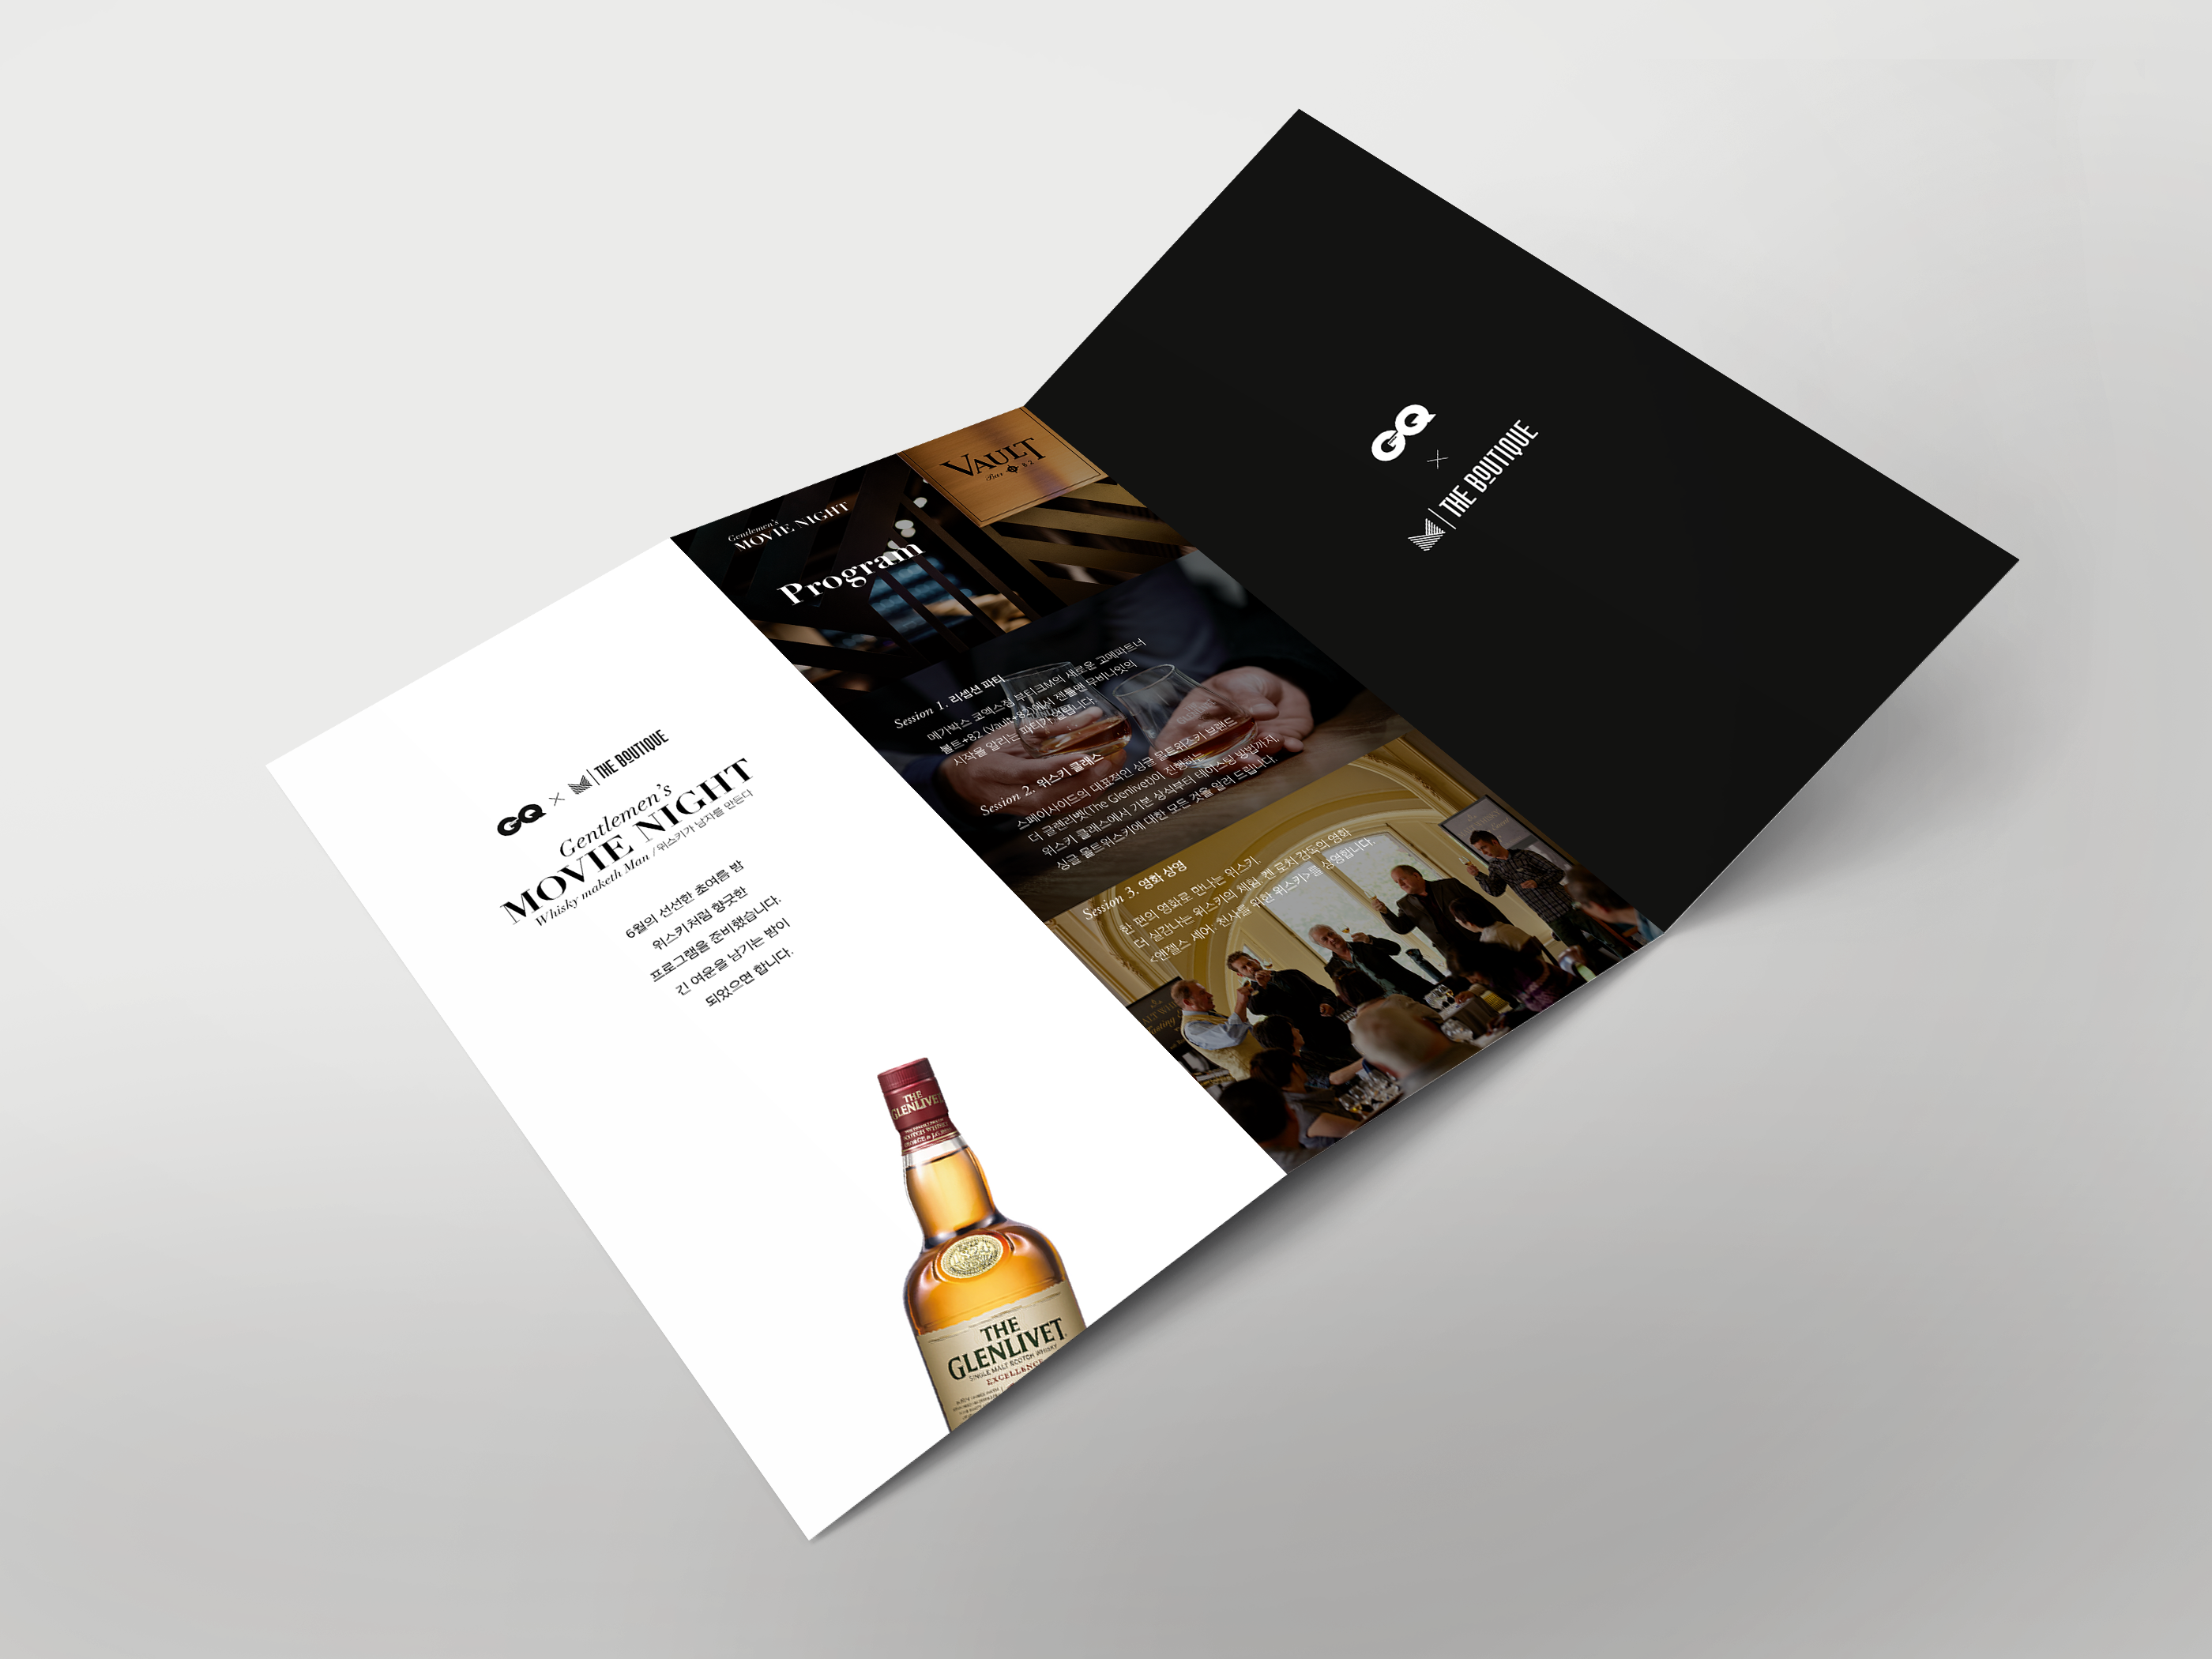 GQ × M | THE BOUTIQUE
Gentlemen's
MOVIE NIGHT
Whisky maketh Man / 위스키가 남자를 만든다
6월의 선선한 초여름 밤
위스키처럼 향긋한
프로그램을 준비했습니다.
긴 여운을 남기는 밤이
되었으면 합니다.
THE
GLENLIVET
THE
GLENLIVET
SINGLE MALT SCOTCH WHISKY
EXCELLENCE
VAULT
Bar 82
Gentlemen's
MOVIE NIGHT
Program
Session 1. 리셉션 파티
메가박스 코엑스점 부티크M의 새로운 고메파트너
볼트+82 (Vault+82)에서 젠틀맨 무비나잇의
시작을 알리는 파티가 열립니다.
Session 2. 위스키 클래스
스페이사이드의 대표적인 싱글 몰트위스키 브랜드
더 글렌리벳(The Glenlivet)이 진행하는
위스키 클래스에서 기본 상식부터 테이스팅 방법까지,
싱글 몰트위스키에 대한 모든 것을 알려 드립니다.
Session 3. 영화 상영
한 편의 영화로 만나는 위스키.
더 실감나는 위스키의 체험, 켄 로치 감독의 영화
<앤젤스 셰어: 천사를 위한 위스키>를 상영합니다.
GQ
×
M | THE BOUTIQUE